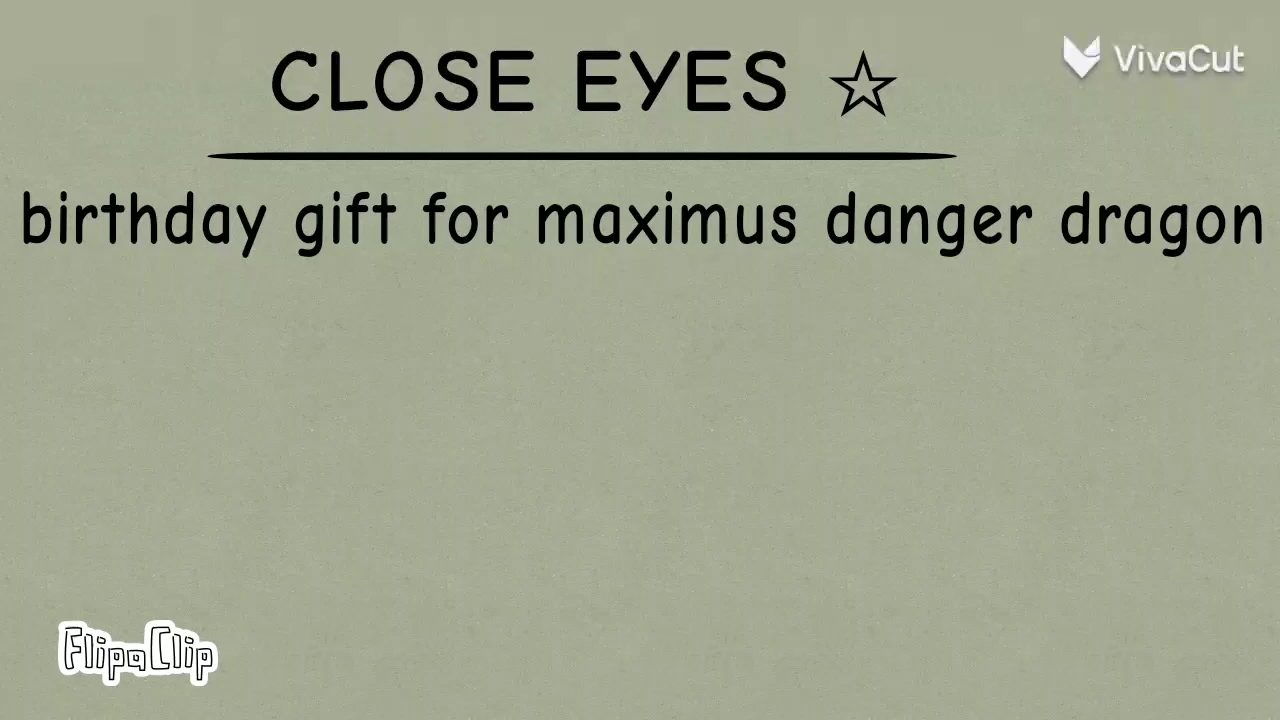 CLOSE EYES ☆
VivaCut
birthday gift for maximus danger dragon
FlipaClip